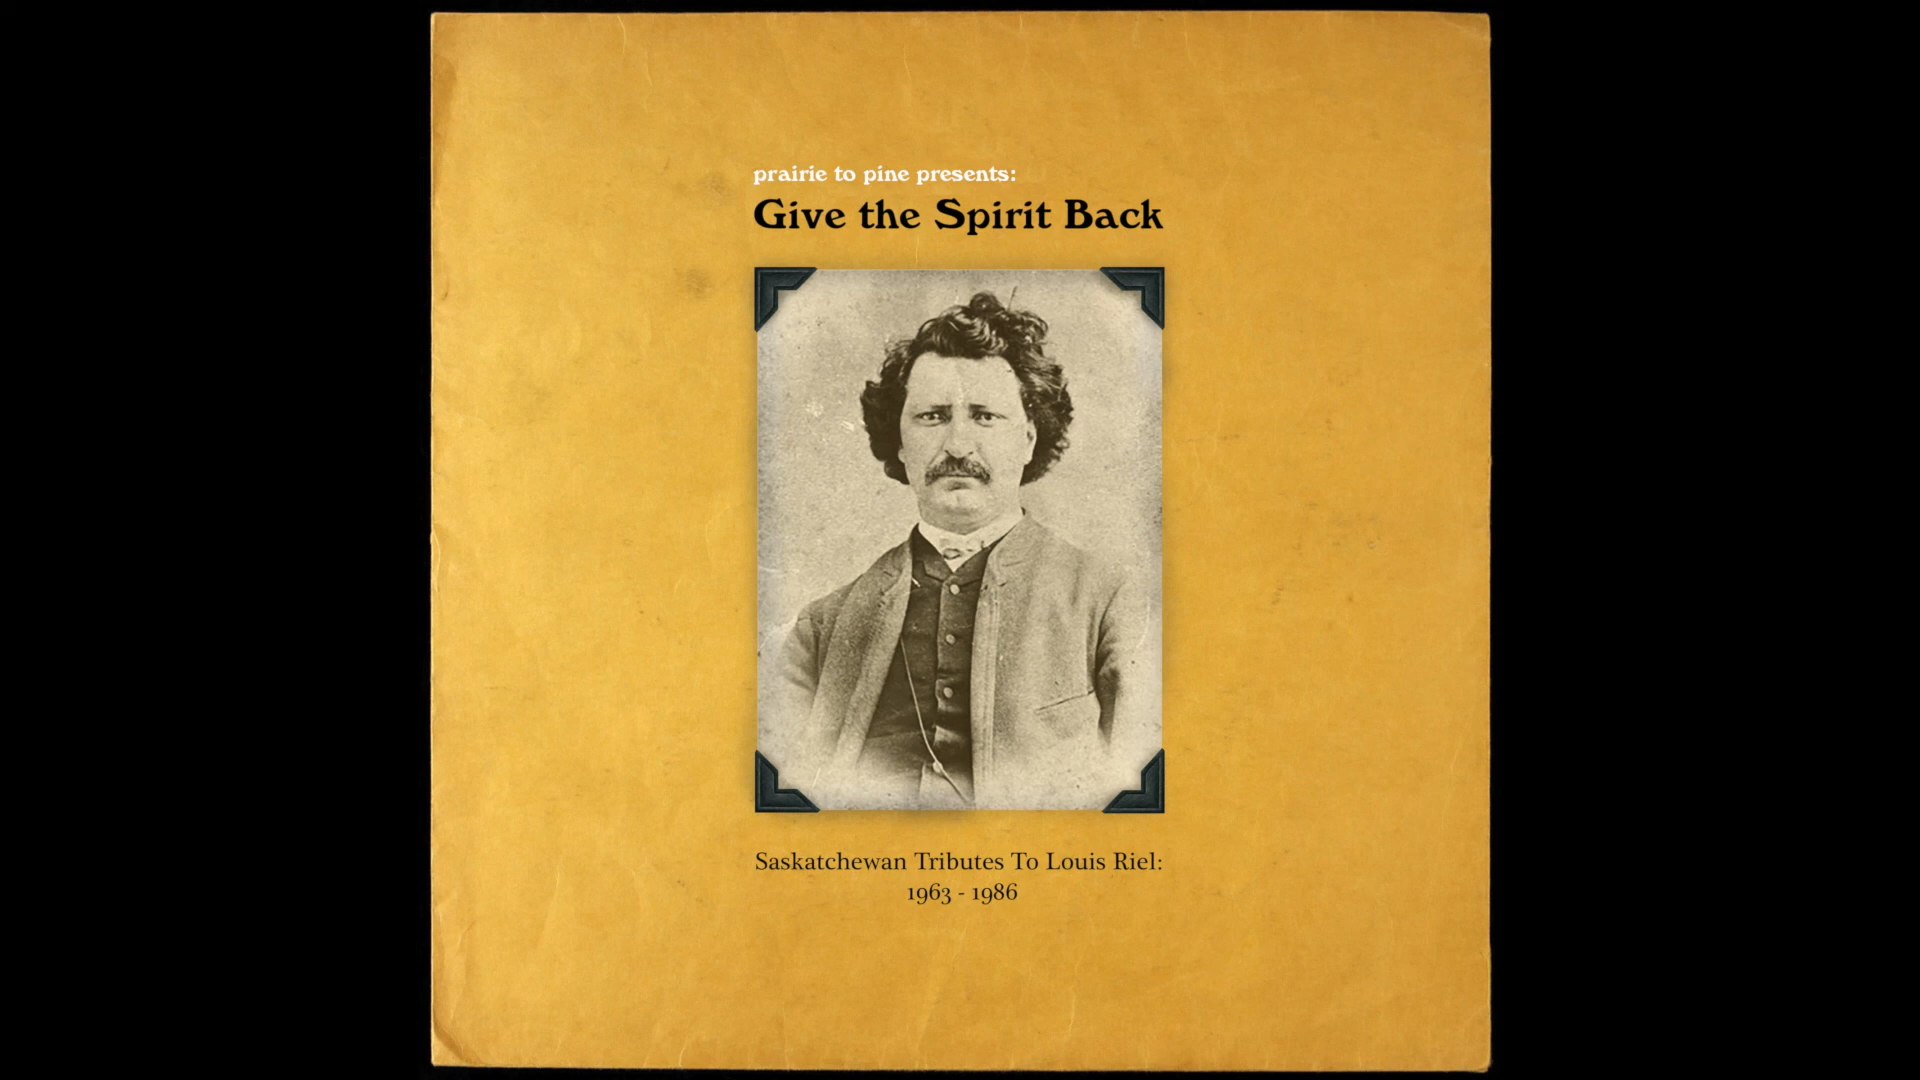 prairie to pine presents:
Give the Spirit Back
Saskatchewan Tributes To Louis Riel:
1963 - 1986